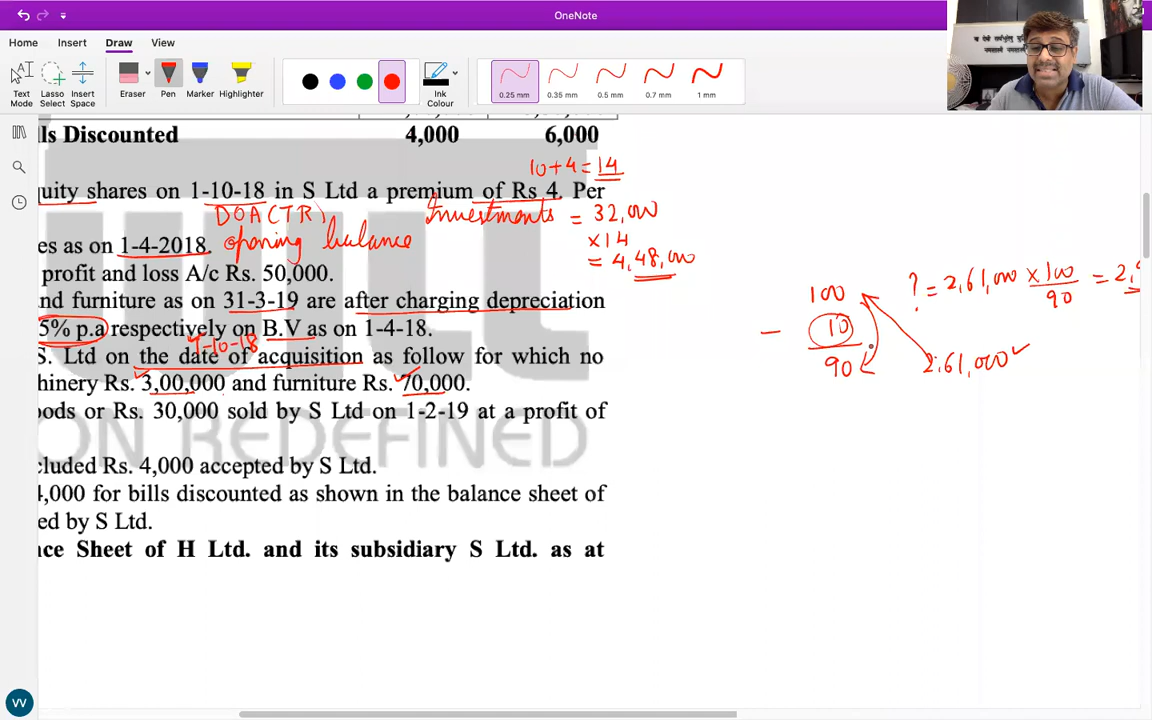 OneNote
Home Insert Draw View
Text Mode
Lasso Select
Insert Space
Eraser
Pen
Marker
Highlighter
Ink Colour
0.25 mm
0.35 mm
0.5 mm
0.7 mm
1 mm
lls Discounted 4,000 6,000
10+4=14
quity shares on 1-10-18 in S Ltd a premium of Rs 4. Per
DOA(TR) Investments = 32,000
×14
= 4,48,000
es as on 1-4-2018. opening balance
profit and loss A/c Rs. 50,000.
nd furniture as on 31-3-19 are after charging depreciation
5% p.a respectively on B.V as on 1-4-18.
1-10-18
S. Ltd on the date of acquisition as follow for which no
hinery Rs. 3,00,000 and furniture Rs. 70,000.
oods or Rs. 30,000 sold by S Ltd on 1-2-19 at a profit of
cluded Rs. 4,000 accepted by S Ltd.
4,000 for bills discounted as shown in the balance sheet of
ed by S Ltd.
nce Sheet of H Ltd. and its subsidiary S Ltd. as at
100
- 10
90
? = 2,61,000 × 100
90
= 2,
2,61,000
ON REDEFINED
VV